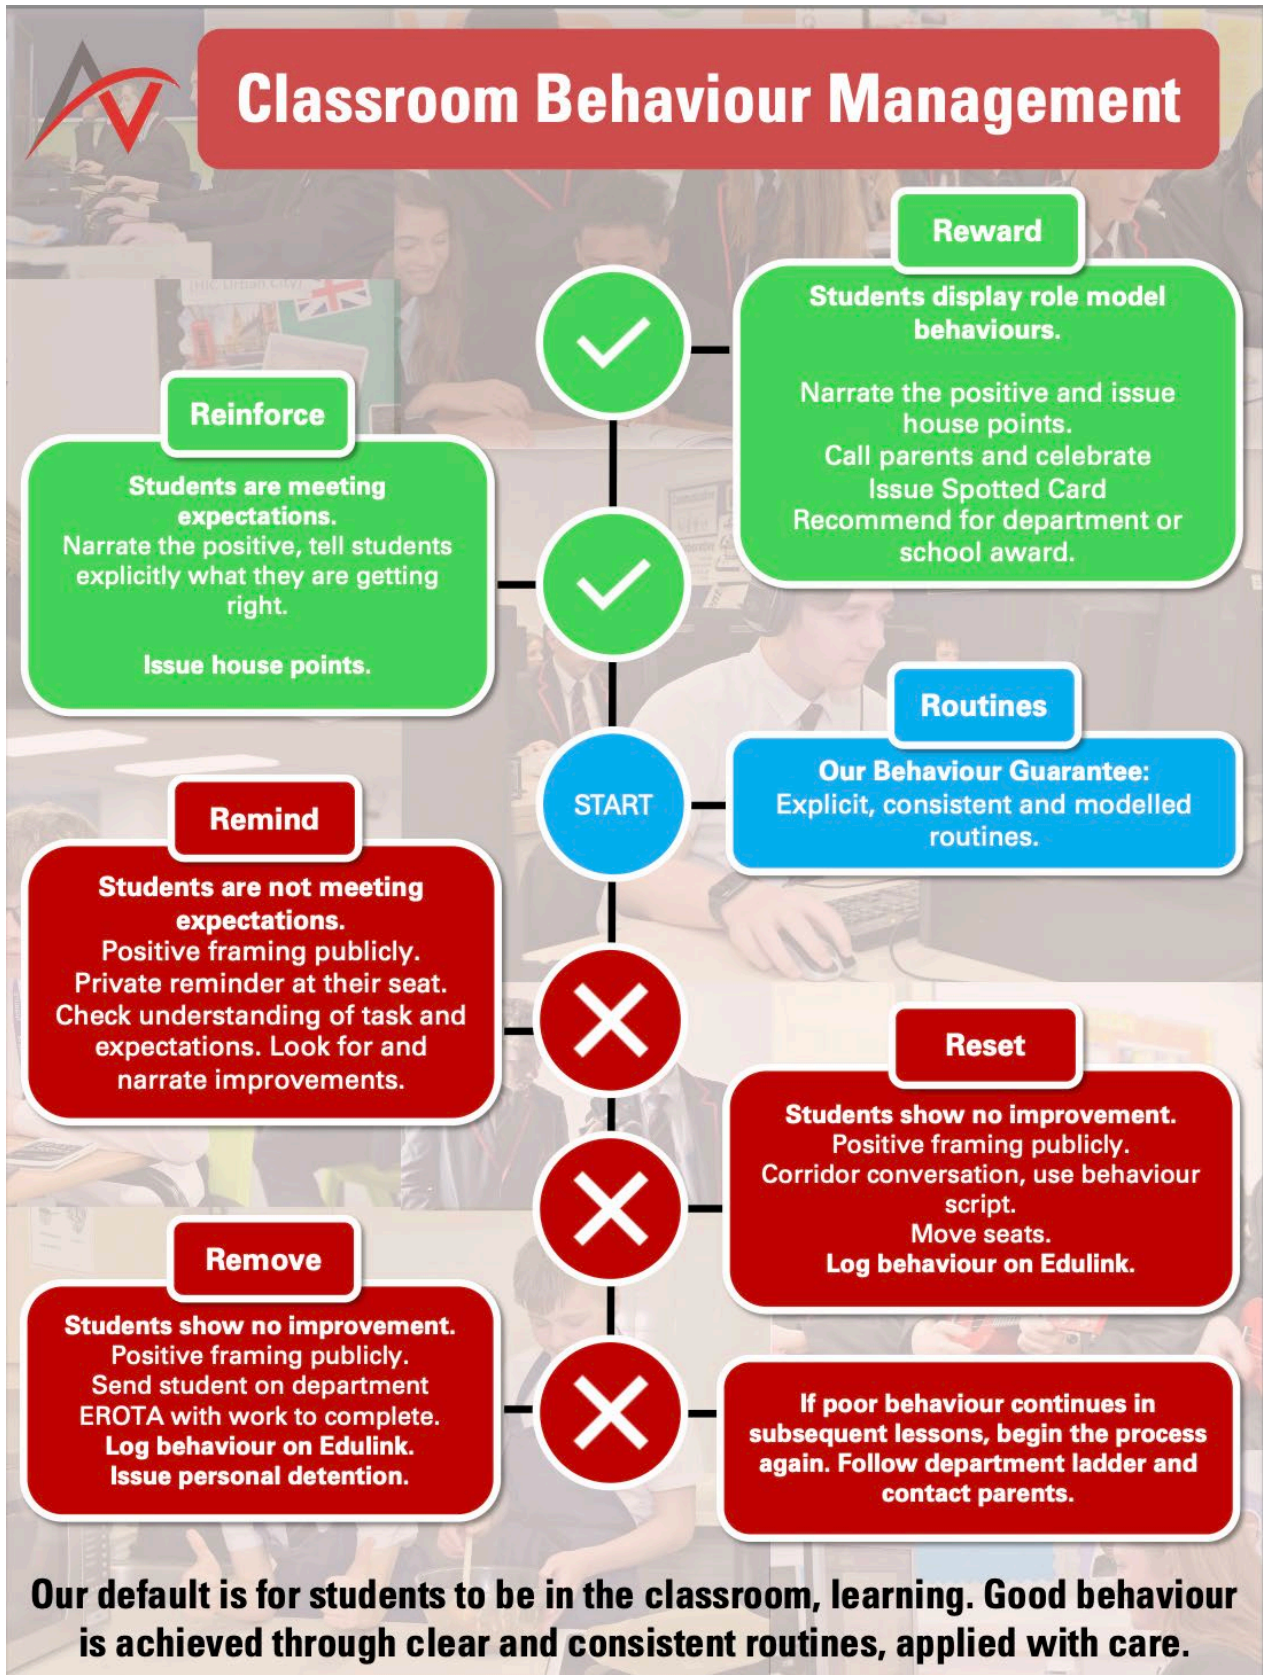 Classroom Behaviour Management
Reward
Students display role model
behaviours.
Narrate the positive and issue
house points.
Call parents and celebrate
Issue Spotted Card
Recommend for department or
school award.
Reinforce
Students are meeting
expectations.
Narrate the positive, tell students
explicitly what they are getting
right.
Issue house points.
Routines
START
Our Behaviour Guarantee:
Explicit, consistent and modelled
routines.
Remind
Students are not meeting
expectations.
Positive framing publicly.
Private reminder at their seat.
Check understanding of task and
expectations. Look for and
narrate improvements.
Reset
Students show no improvement.
Positive framing publicly.
Corridor conversation, use behaviour
script.
Move seats.
Log behaviour on Edulink.
Remove
Students show no improvement.
Positive framing publicly.
Send student on department
EROTA with work to complete.
Log behaviour on Edulink.
Issue personal detention.
If poor behaviour continues in
subsequent lessons, begin the process
again. Follow department ladder and
contact parents.
Our default is for students to be in the classroom, learning. Good behaviour
is achieved through clear and consistent routines, applied with care.